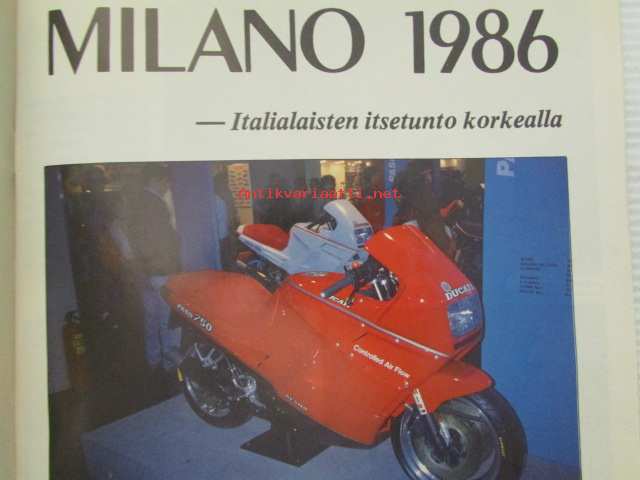 MILANO 1986
— Italialaisten itsetunto korkealla
Antikvariaatti.net
DUCATI
PASO 750
Controlled Air Flow